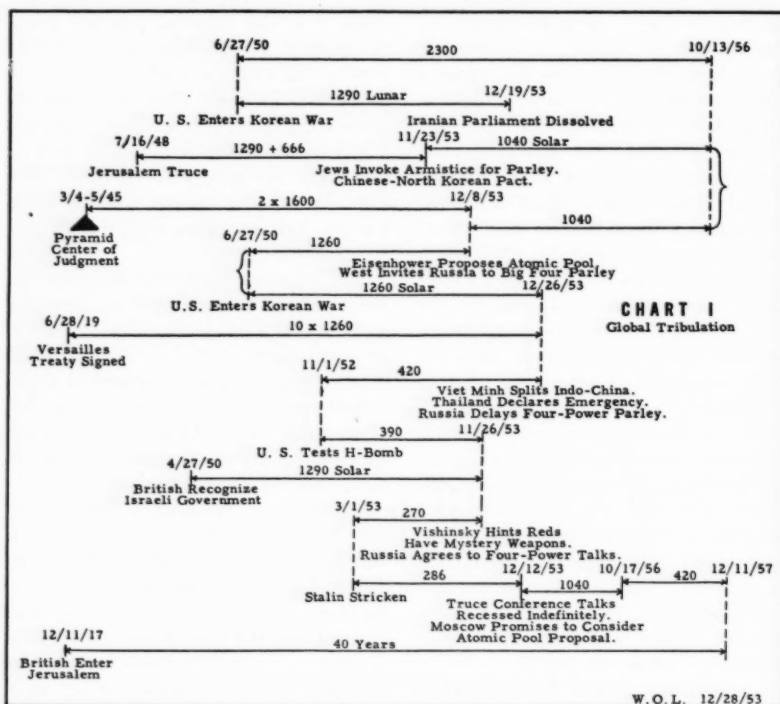 6/27/50 2300 10/13/56
1290 Lunar 12/19/53
U. S. Enters Korean War Iranian Parliament Dissolved
7/16/48 1290 + 666 11/23/53 1040 Solar
Jerusalem Truce Jews Invoke Armistice for Parley.
Chinese-North Korean Pact.
3/4-5/45 2 x 1600 12/8/53
Pyramid
Center of
Judgment
1040
6/27/50 1260
Eisenhower Proposes Atomic Pool
West Invites Russia to Big Four Parley
1260 Solar 12/26/53
U.S. Enters Korean War
CHART I
Global Tribulation
6/28/19 10 x 1260
Versailles
Treaty Signed
11/1/52 420
Viet Minh Splits Indo-China.
Thailand Declares Emergency.
Russia Delays Four-Power Parley.
390 11/26/53
U. S. Tests H-Bomb
4/27/50 1290 Solar
British Recognize
Israeli Government
3/1/53 270
Vishinsky Hints Reds
Have Mystery Weapons.
Russia Agrees to Four-Power Talks.
286 12/12/53 1040 10/17/56 420 12/11/57
Stalin Stricken
Truce Conference Talks
Recessed Indefinitely.
Moscow Promises to Consider
Atomic Pool Proposal.
12/11/17 40 Years
British Enter
Jerusalem
W.O.L. 12/28/53